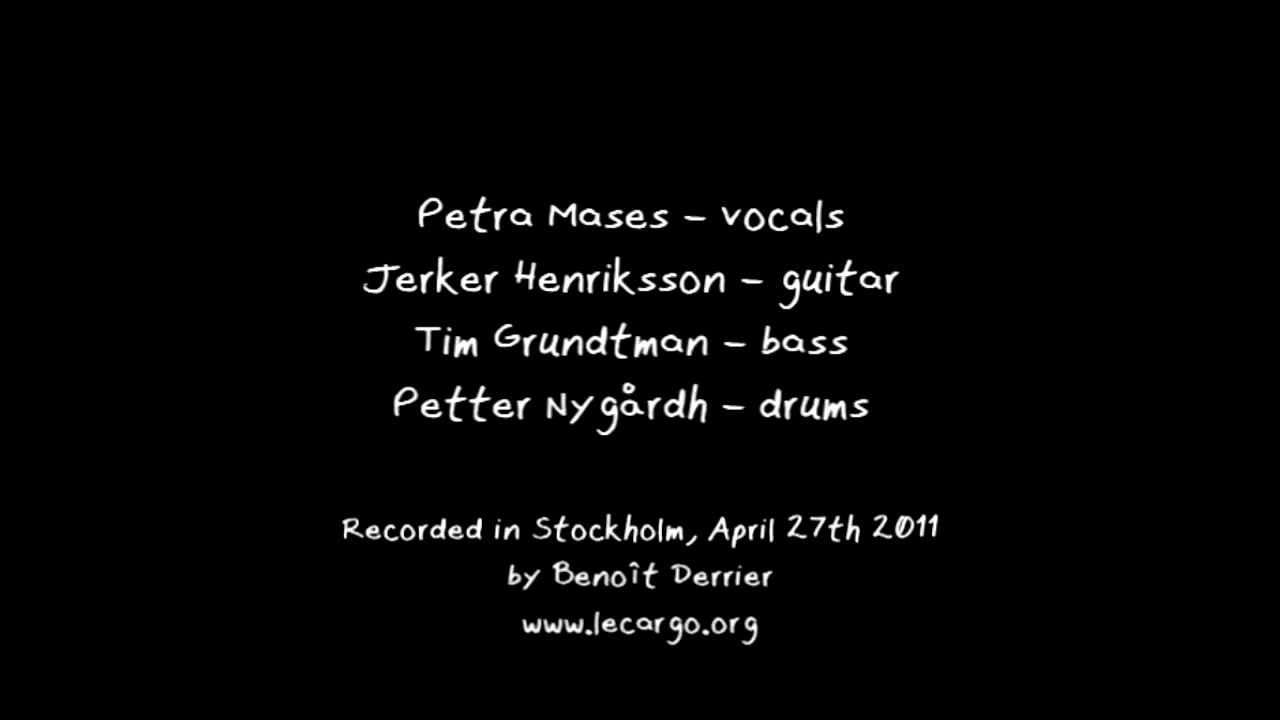 Petra Mases – vocals
Jerker Henriksson – guitar
Tim Grundtman – bass
Petter Nygårdh – drums
Recorded in Stockholm, April 27th 2011
by Benoît Derrier
www.lecargo.org